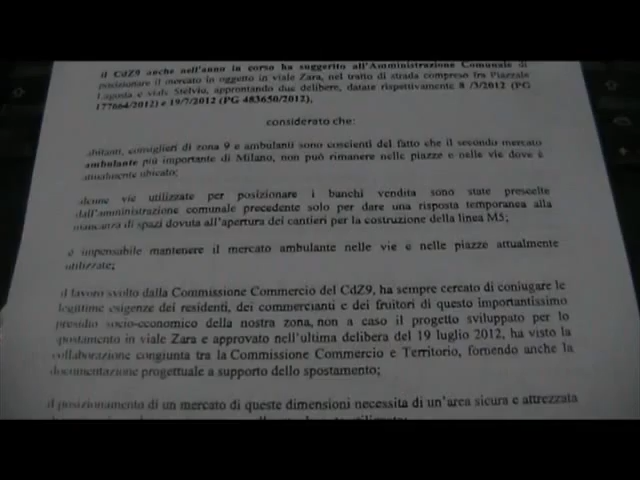 il CdZ9 anche nell'anno in corso ha suggerito all'Amministrazione Comunale di
posizionare il mercato in oggetto in viale Zara, nel tratto di strada compreso tra Piazzale
Lagosta e viale Stelvio, approntando due delibere, datate rispettivamente 8 /3/2012 (PG
177664/2012) e 19/7/2012 (PG 483650/2012),
considerato che:
abitanti, consiglieri di zona 9 e ambulanti sono coscienti del fatto che il secondo mercato
ambulante più importante di Milano, non può rimanere nelle piazze e nelle vie dove è
attualmente ubicato;
alcune vie utilizzate per posizionare i banchi vendita sono state prescelte
dall'amministrazione comunale precedente solo per dare una risposta temporanea alla
mancanza di spazi dovuta all'apertura dei cantieri per la costruzione della linea M5;
è impensabile mantenere il mercato ambulante nelle vie e nelle piazze attualmente
utilizzate;
il lavoro svolto dalla Commissione Commercio del CdZ9, ha sempre cercato di coniugare le
legittime esigenze dei residenti, dei commercianti e dei fruitori di questo importantissimo
presidio socio-economico della nostra zona, non a caso il progetto sviluppato per lo
spostamento in viale Zara e approvato nell'ultima delibera del 19 luglio 2012, ha visto la
collaborazione congiunta tra la Commissione Commercio e Territorio, fornendo anche la
documentazione progettuale a supporto dello spostamento;
il posizionamento di un mercato di queste dimensioni necessita di un'area sicura e attrezzata